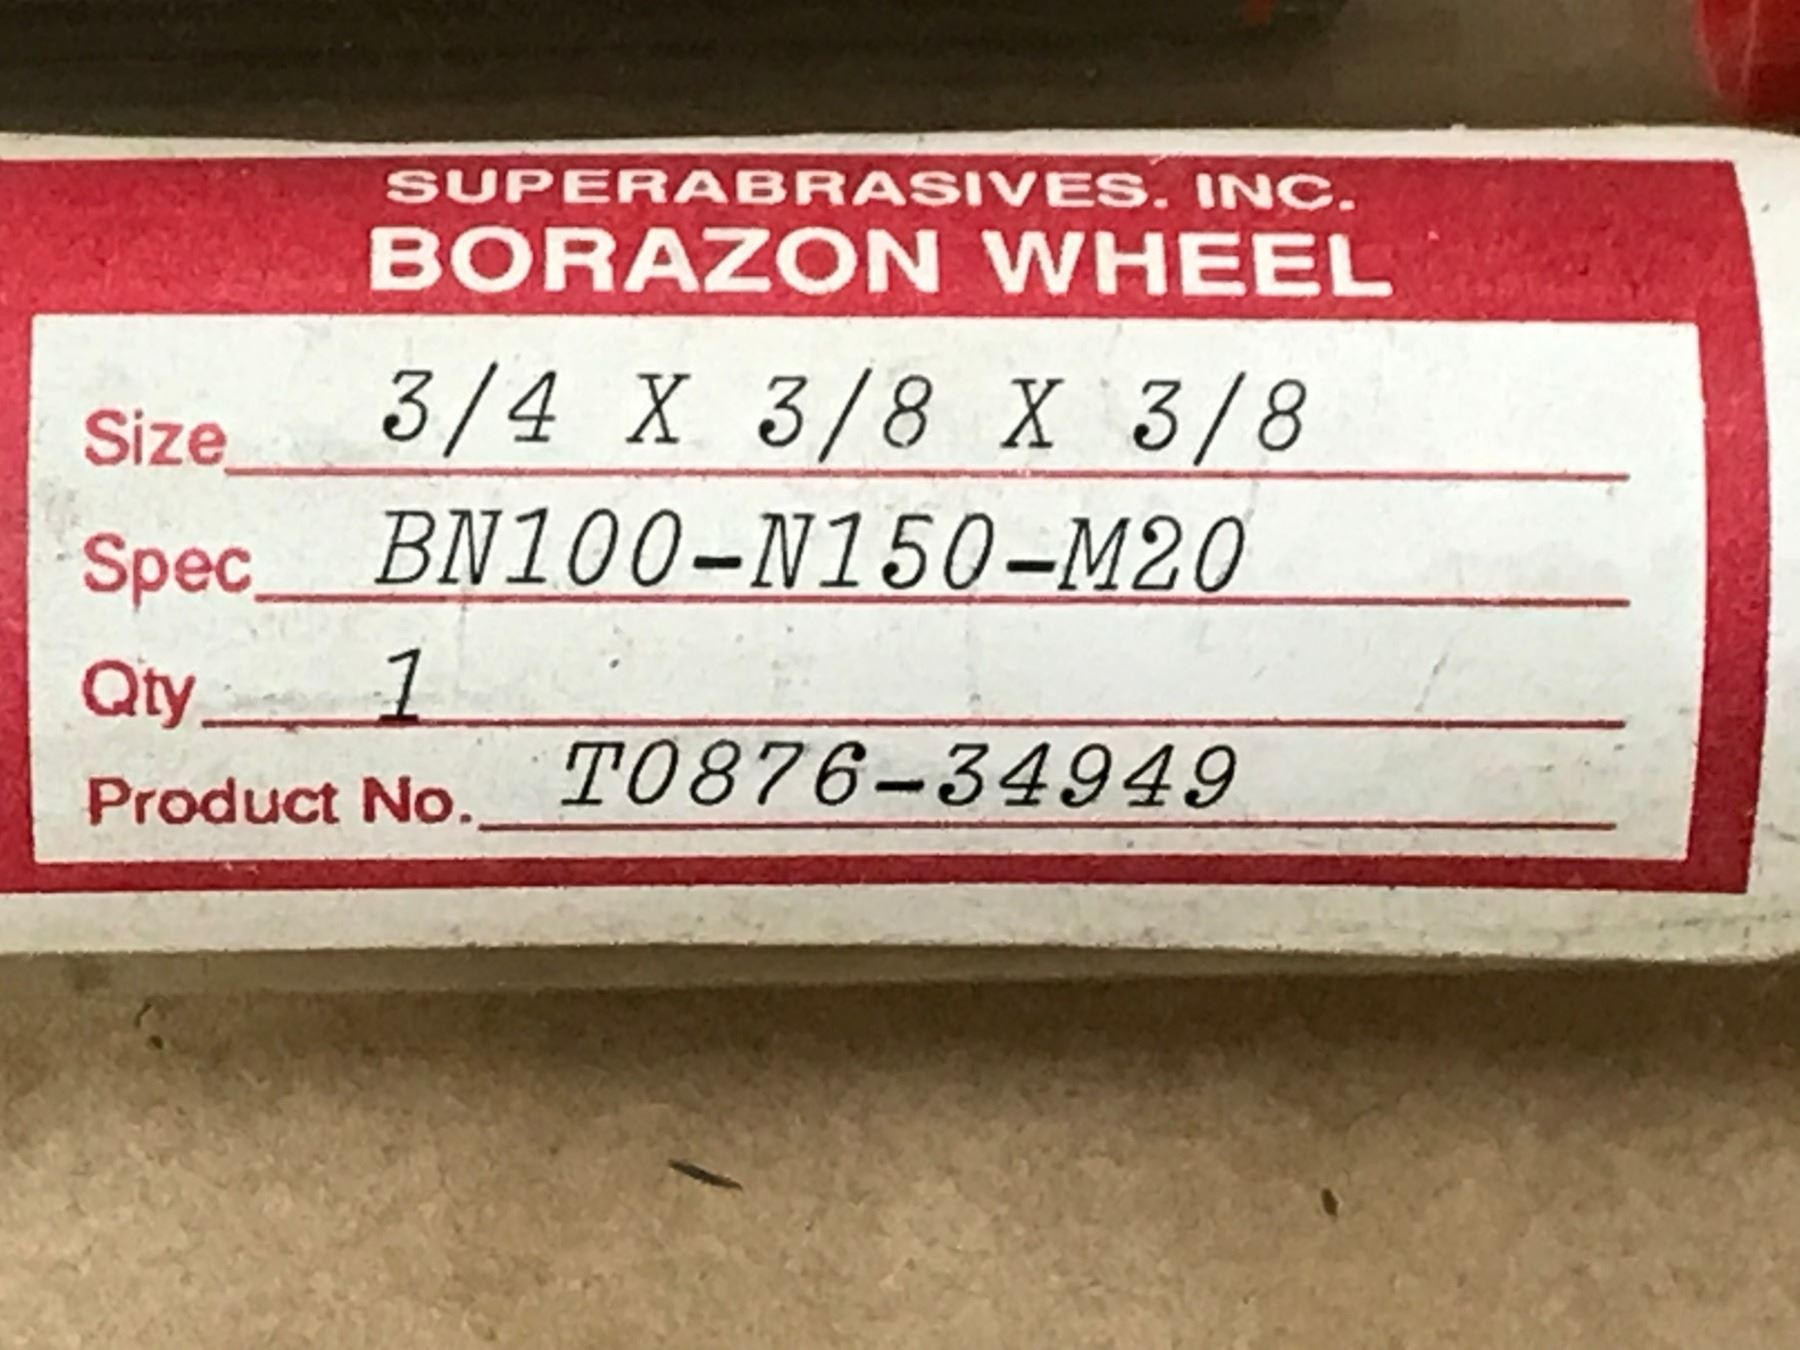 SUPERABRASIVES. INC.
BORAZON WHEEL
Size 3/4 X 3/8 X 3/8
Spec BN100-N150-M20
Qty 1
Product No. T0876-34949